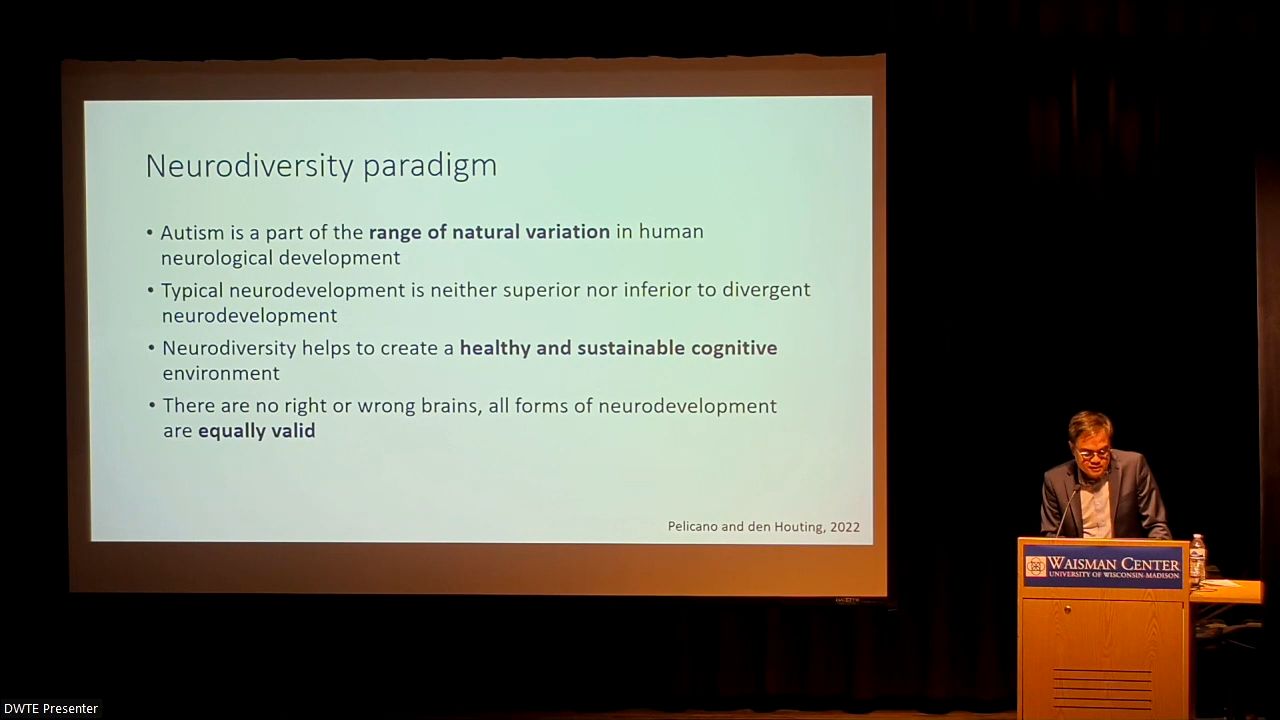 Neurodiversity paradigm
• Autism is a part of the range of natural variation in human
neurological development
• Typical neurodevelopment is neither superior nor inferior to divergent
neurodevelopment
• Neurodiversity helps to create a healthy and sustainable cognitive
environment
• There are no right or wrong brains, all forms of neurodevelopment
are equally valid
Pelicano and den Houting, 2022
WAISMAN CENTER
UNIVERSITY OF WISCONSIN-MADISON
DWTE Presenter